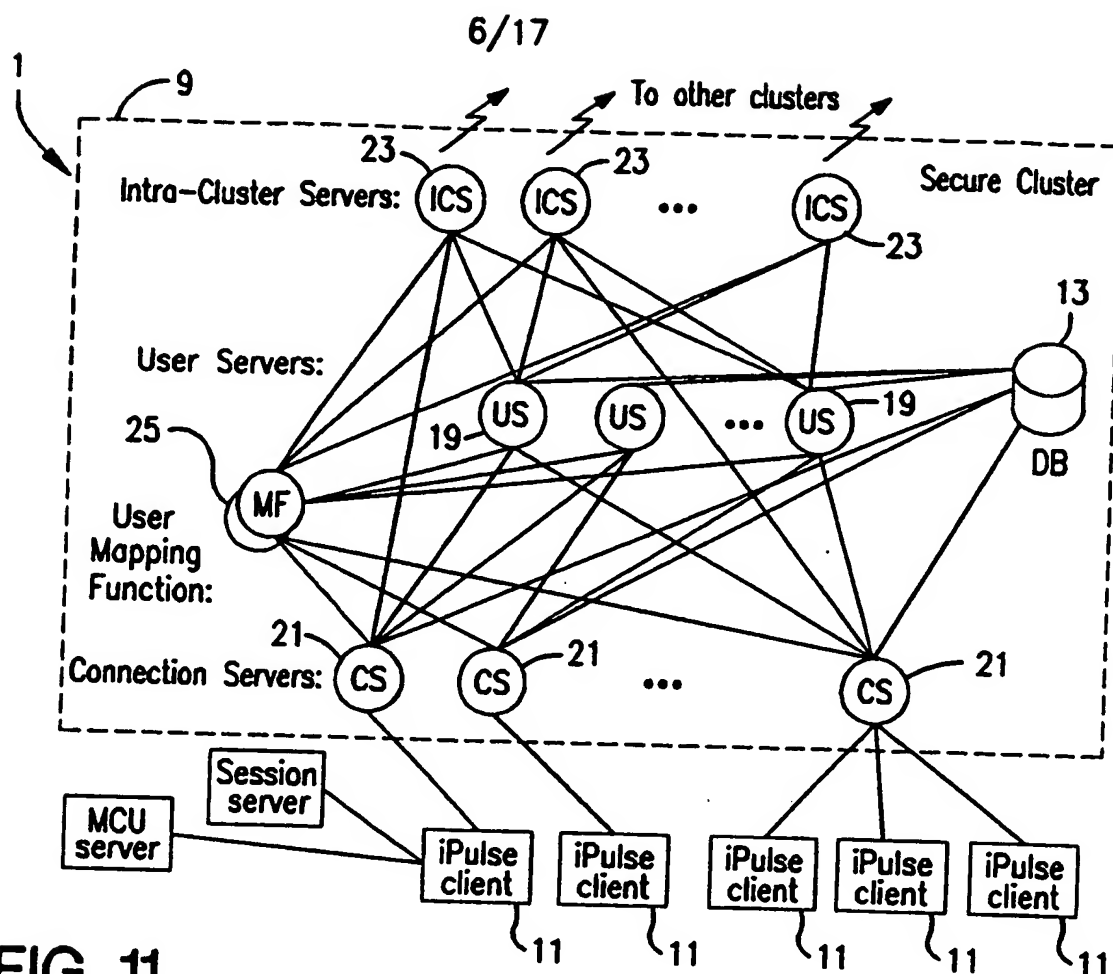 6/17
1
9
To other clusters
23
23
Intra-Cluster Servers:
ICS
ICS
...
ICS
Secure Cluster
23
13
User Servers:
US
US
...
US
19
19
DB
25
MF
User
Mapping
Function:
21
21
21
Connection Servers:
CS
CS
...
CS
Session
server
MCU
server
iPulse
client
iPulse
client
iPulse
client
iPulse
client
iPulse
client
11
11
11
11
11
FIG. 11